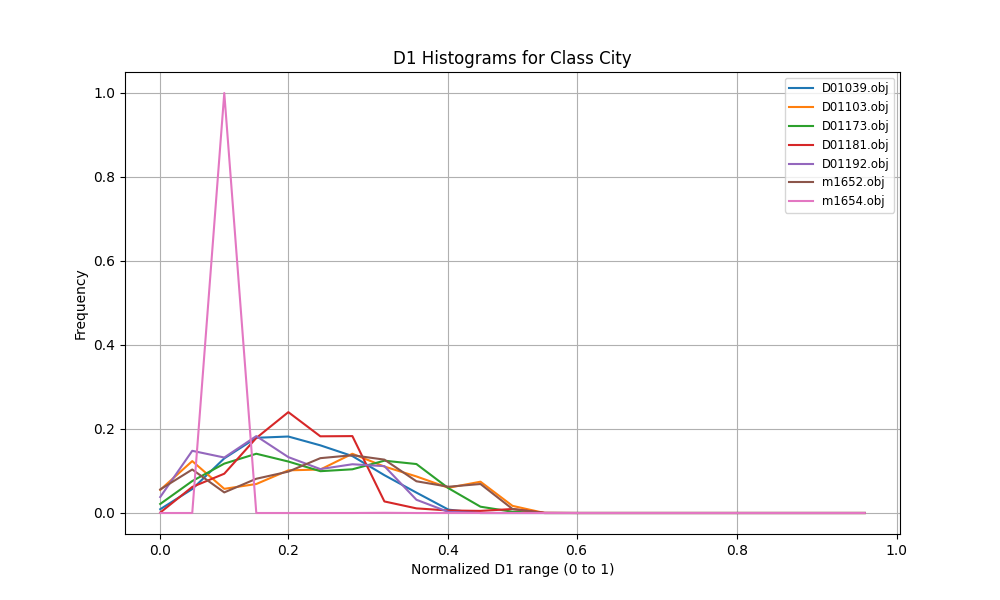 D1 Histograms for Class City
1.0
0.8
0.6
0.4
0.2
0.0
Frequency
D01039.obj
D01103.obj
D01173.obj
D01181.obj
D01192.obj
m1652.obj
m1654.obj
0.0 0.2 0.4 0.6 0.8 1.0
Normalized D1 range (0 to 1)